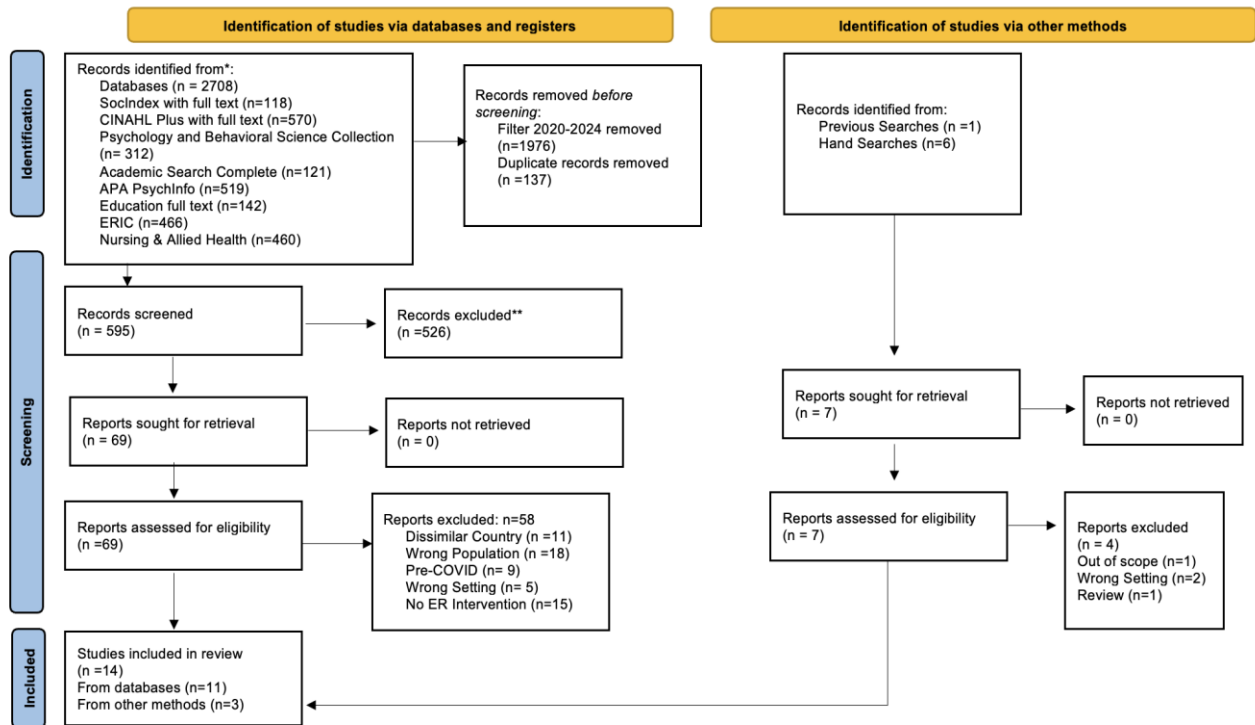 Identification of studies via databases and registers
Identification of studies via other methods
Identification
Records identified from*:
Databases (n = 2708)
SocIndex with full text (n=118)
CINAHL Plus with full text (n=570)
Psychology and Behavioral Science Collection
(n= 312)
Academic Search Complete (n=121)
APA PsychInfo (n=519)
Education full text (n=142)
ERIC (n=466)
Nursing & Allied Health (n=460)
Records removed before
screening:
Filter 2020-2024 removed
(n=1976)
Duplicate records removed
(n =137)
Records identified from:
Previous Searches (n =1)
Hand Searches (n=6)
Screening
Records screened
(n = 595)
Records excluded**
(n =526)
Reports sought for retrieval
(n = 69)
Reports not retrieved
(n = 0)
Reports sought for retrieval
(n = 7)
Reports not retrieved
(n = 0)
Reports assessed for eligibility
(n =69)
Reports excluded: n=58
Dissimilar Country (n =11)
Wrong Population (n =18)
Pre-COVID (n= 9)
Wrong Setting (n= 5)
No ER Intervention (n=15)
Reports assessed for eligibility
(n = 7)
Reports excluded
(n = 4)
Out of scope (n=1)
Wrong Setting (n=2)
Review (n=1)
Included
Studies included in review
(n =14)
From databases (n=11)
From other methods (n=3)